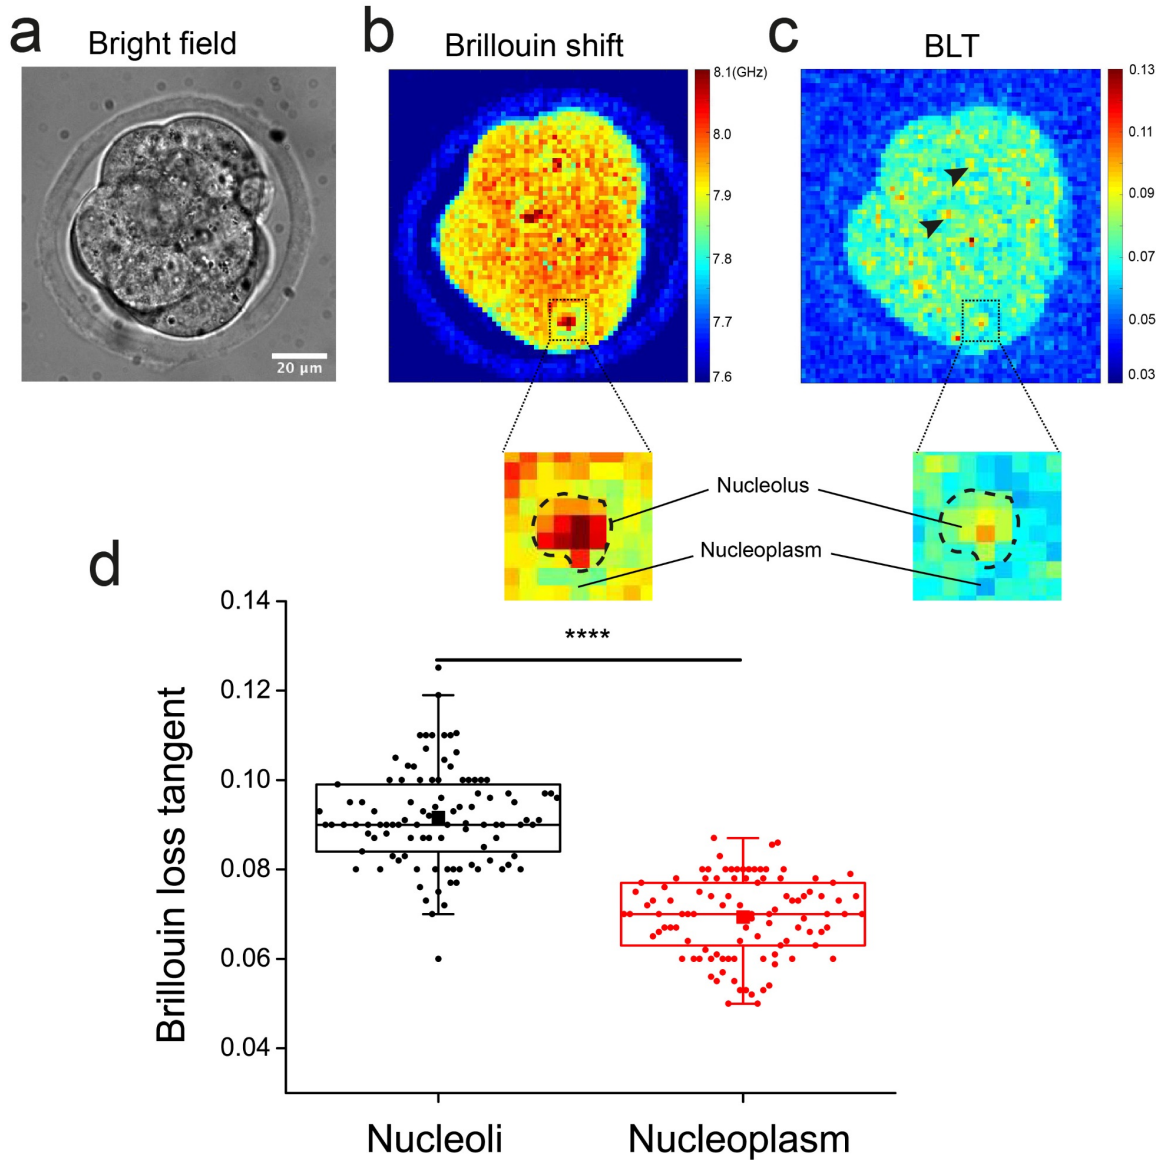 a
Bright field
20 µm
b
Brillouin shift
8.1(GHz)
8.0
7.9
7.8
7.7
7.6
c
BLT
0.13
0.11
0.09
0.07
0.05
0.03
Nucleolus
Nucleoplasm
d
****
0.14
0.12
0.10
0.08
0.06
0.04
Brillouin loss tangent
Nucleoli
Nucleoplasm